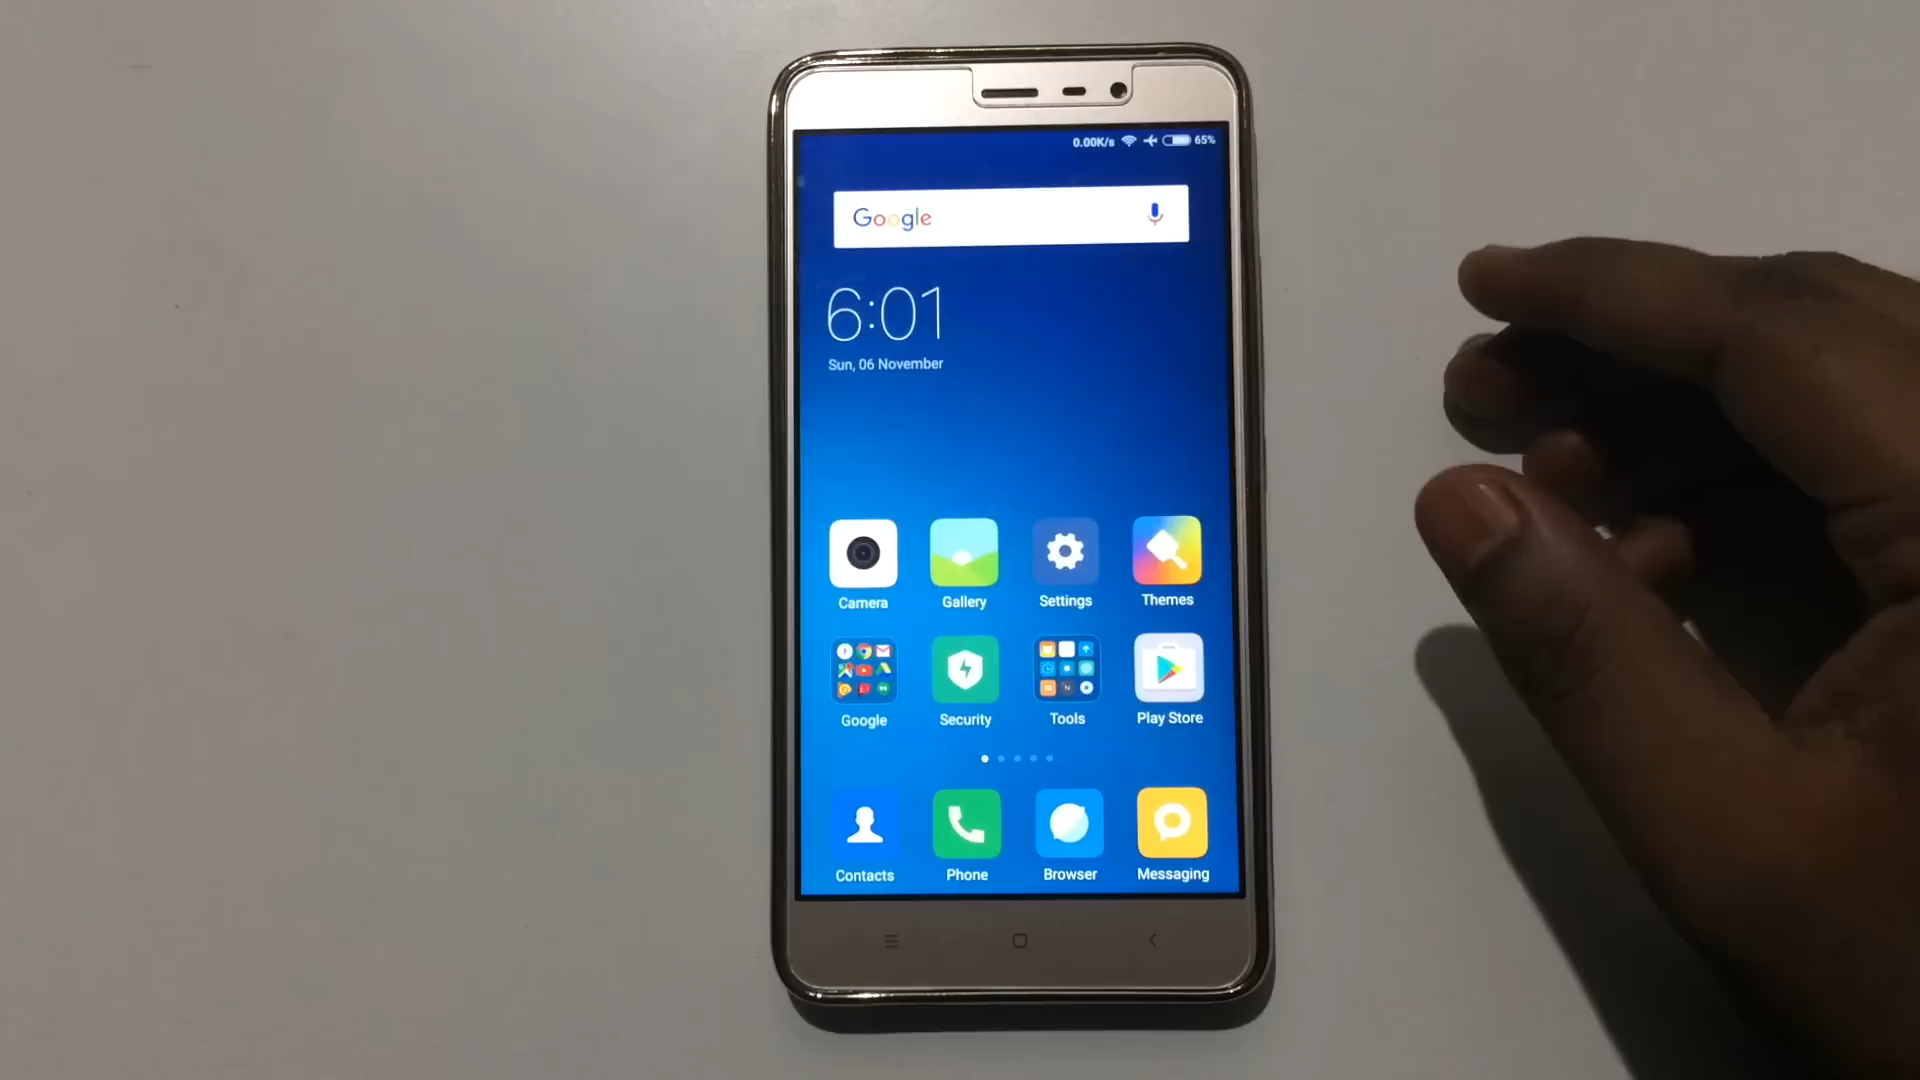 0.00K/s 65%
Google
6:01
Sun, 06 November
Camera Gallery Settings Themes
Google Security Tools Play Store
Contacts Phone Browser Messaging